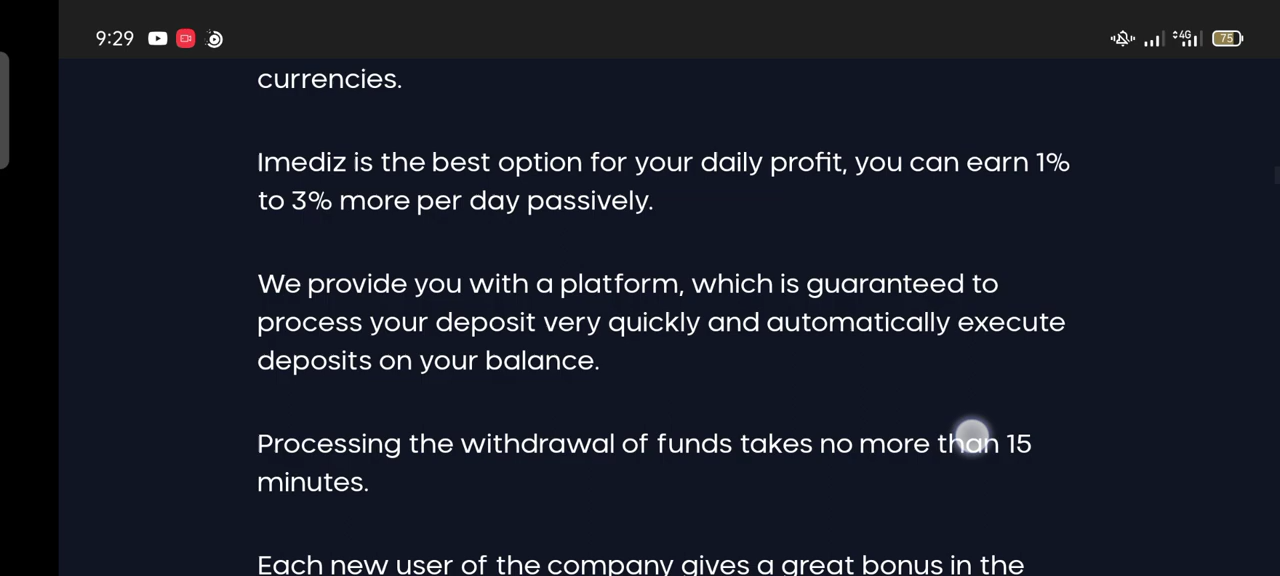 9:29
4G
75
currencies.
Imediz is the best option for your daily profit, you can earn 1%
to 3% more per day passively.
We provide you with a platform, which is guaranteed to
process your deposit very quickly and automatically execute
deposits on your balance.
Processing the withdrawal of funds takes no more than 15
minutes.
Each new user of the company gives a great bonus in the